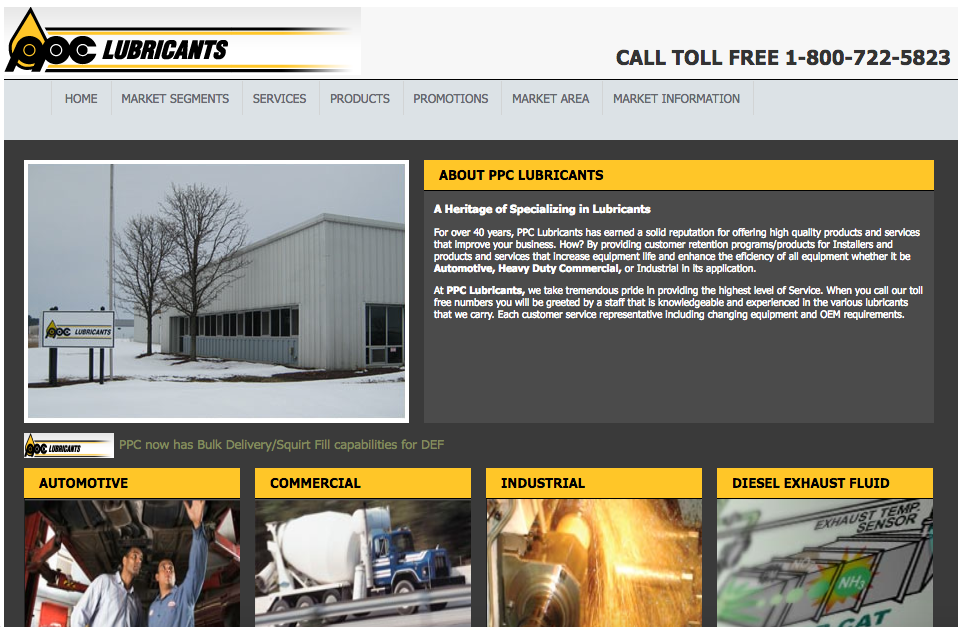 PPC LUBRICANTS
CALL TOLL FREE 1-800-722-5823
HOME MARKET SEGMENTS SERVICES PRODUCTS PROMOTIONS MARKET AREA MARKET INFORMATION
PPC LUBRICANTS
ABOUT PPC LUBRICANTS
A Heritage of Specializing in Lubricants
For over 40 years, PPC Lubricants has earned a solid reputation for offering high quality products and services
that improve your business. How? By providing customer retention programs/products for Installers and
products and services that increase equipment life and enhance the eficiency of all equipment whether it be
Automotive, Heavy Duty Commercial, or Industrial in its application.
At PPC Lubricants, we take tremendous pride in providing the highest level of Service. When you call our toll
free numbers you will be greeted by a staff that is knowledgeable and experienced in the various lubricants
that we carry. Each customer service representative including changing equipment and OEM requirements.
PPC LUBRICANTS PPC now has Bulk Delivery/Squirt Fill capabilities for DEF
AUTOMOTIVE COMMERCIAL INDUSTRIAL DIESEL EXHAUST FLUID
EXHAUST TEMP.
SENSOR
NH3
CAT